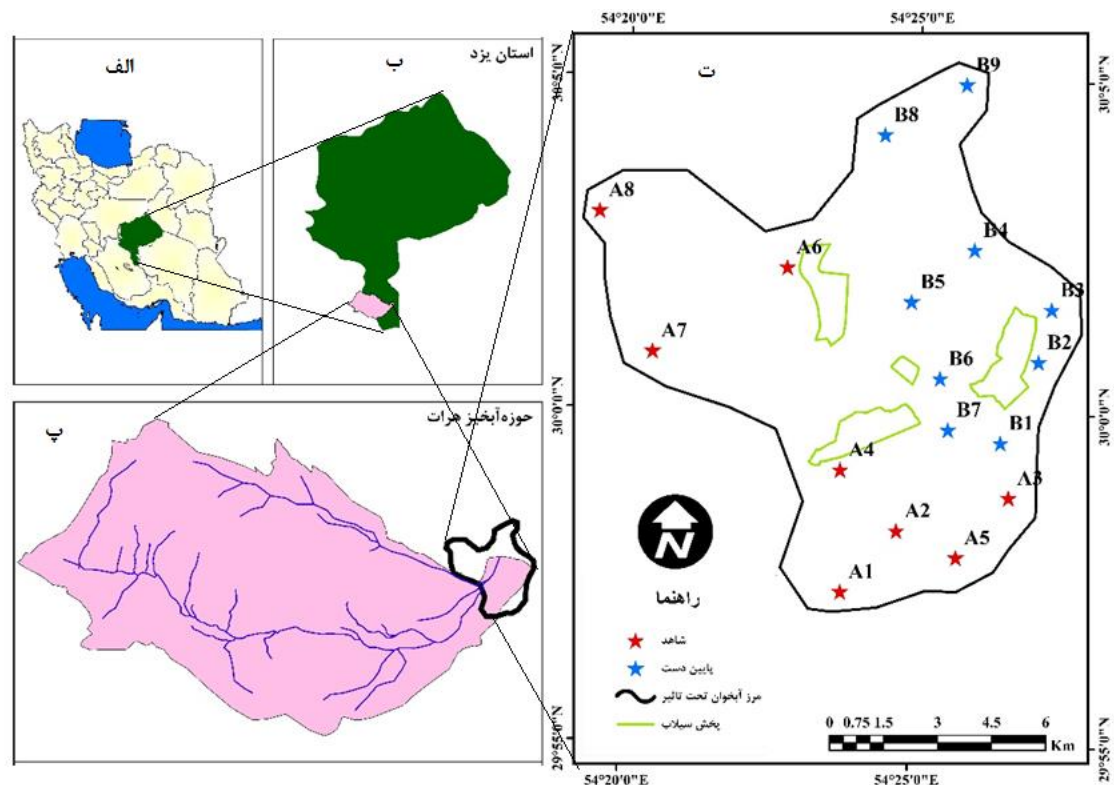 الف
ب
استان یزد
پ
حوزه‌آبخیز هرات
ت
54°20'0"E
54°25'0"E
30°5'0"N
30°5'0"N
30°0'0"N
30°0'0"N
29°55'0"N
29°55'0"N
B9
B8
A8
B4
A6
B5
B3
A7
B2
B6
B7
B1
A4
A3
A2
A5
A1
N
راهنما
شاهد
پایین دست
مرز آبخوان تحت تاثیر
پخش سیلاب
0 0.75 1.5 3 4.5 6
Km
54°20'0"E
54°25'0"E